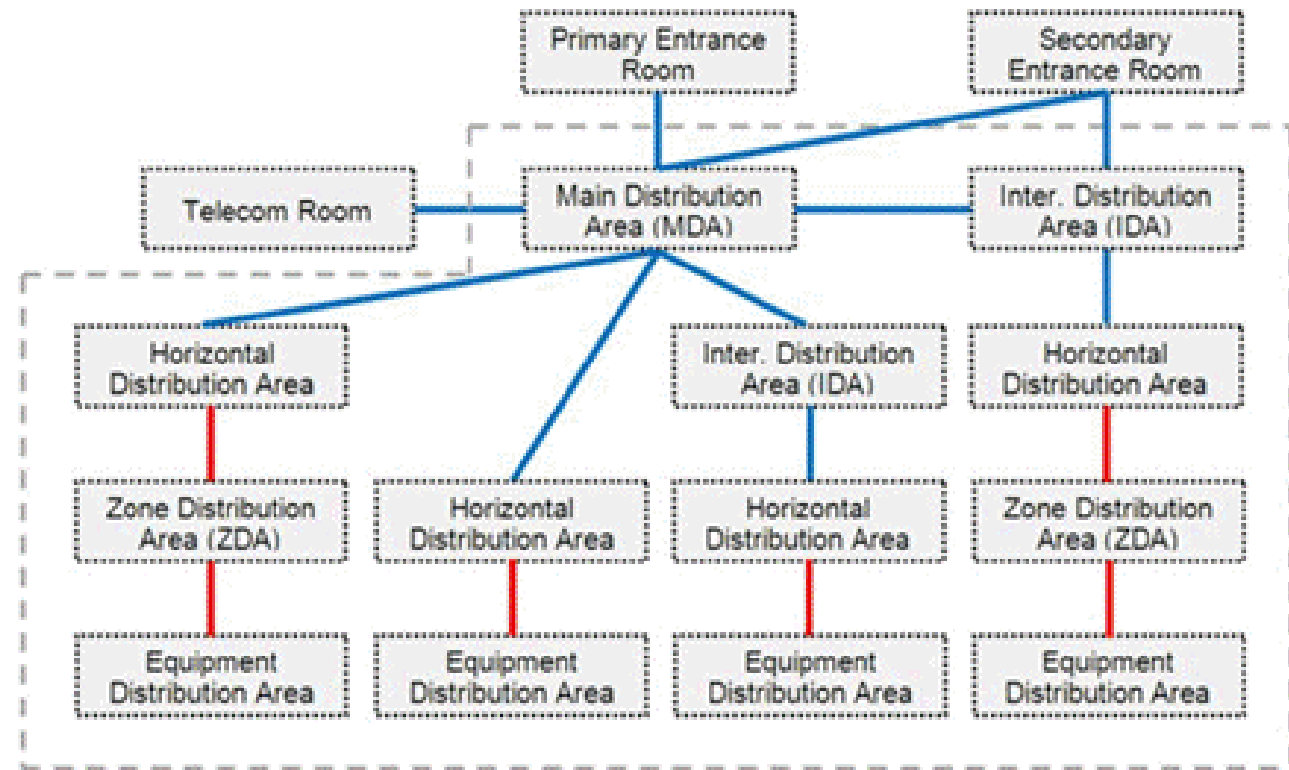 Primary Entrance
Room
Secondary
Entrance Room
Telecom Room
Main Distribution
Area (MDA)
Inter. Distribution
Area (IDA)
Horizontal
Distribution Area
Inter. Distribution
Area (IDA)
Horizontal
Distribution Area
Zone Distribution
Area (ZDA)
Horizontal
Distribution Area
Horizontal
Distribution Area
Zone Distribution
Area (ZDA)
Equipment
Distribution Area
Equipment
Distribution Area
Equipment
Distribution Area
Equipment
Distribution Area